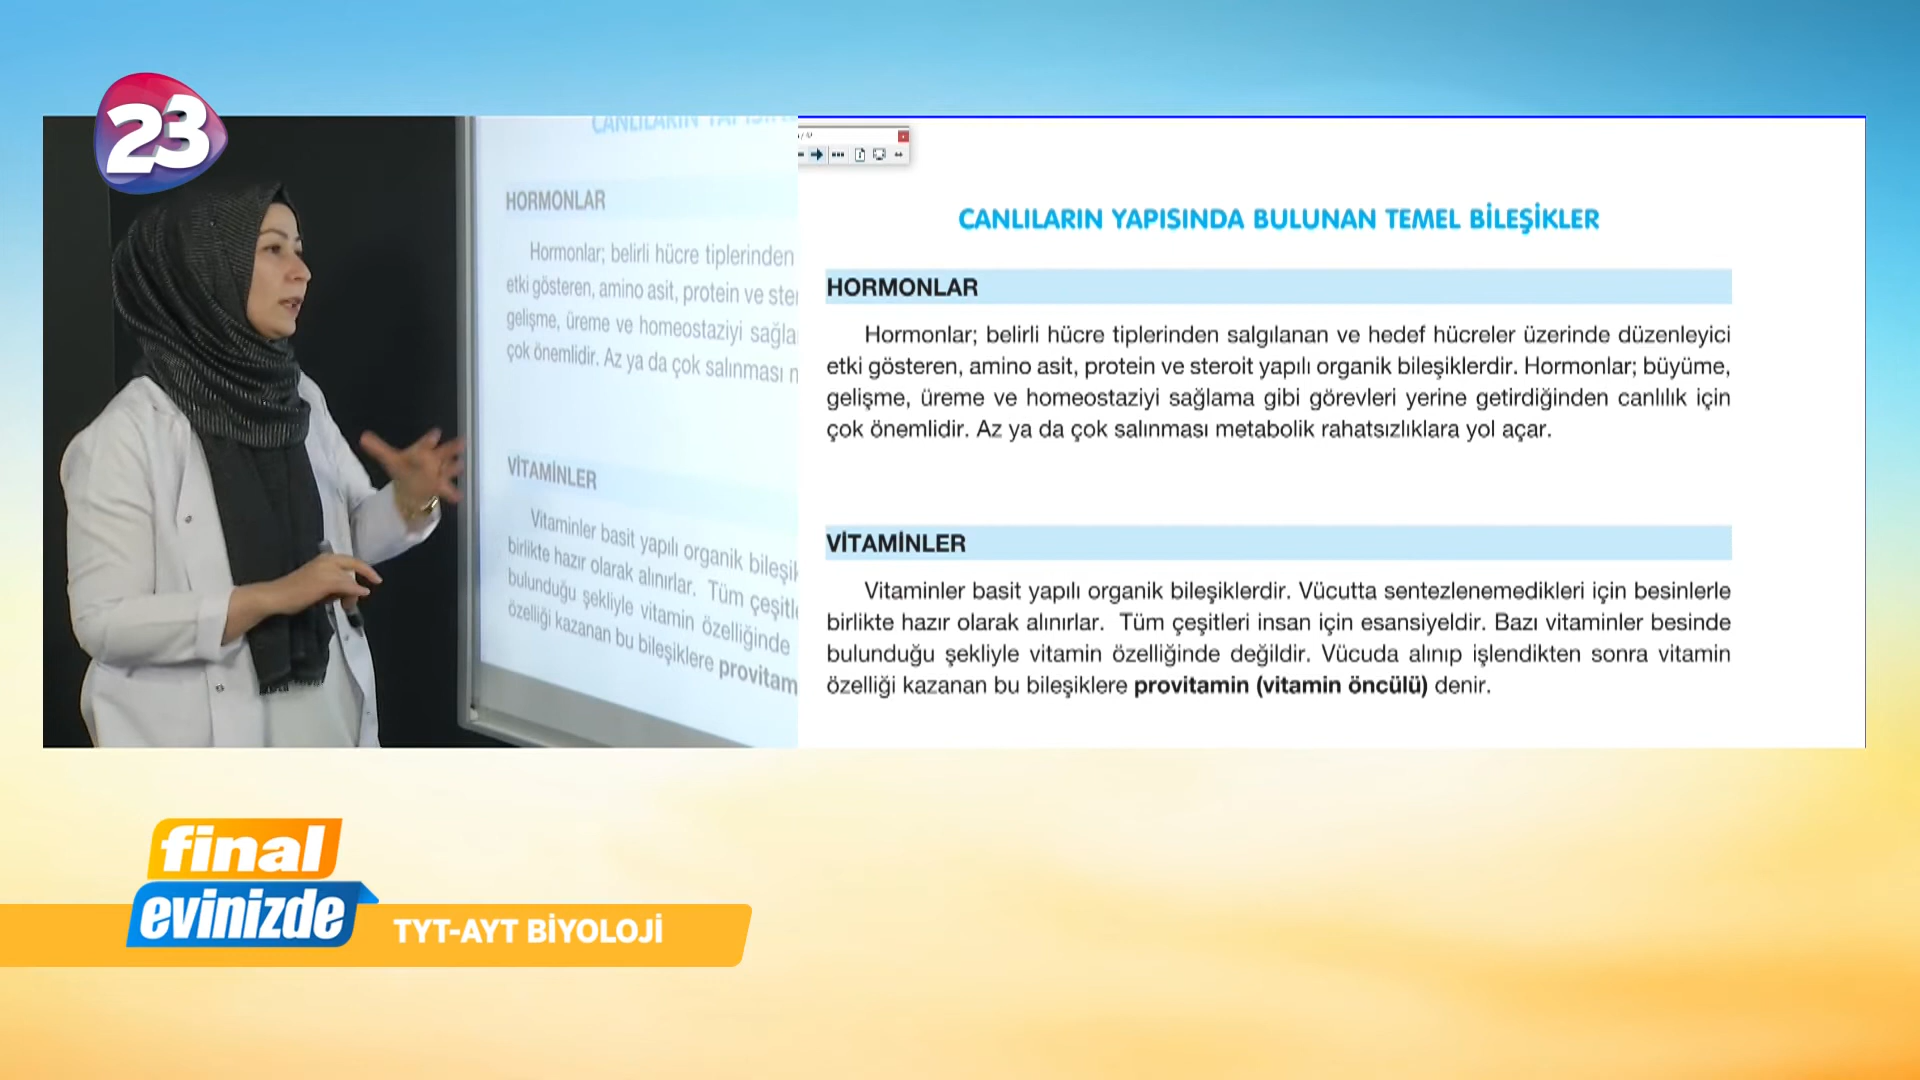 23
CANLILARIN YAPISINDA
HORMONLAR
Hormonlar; belirli hücre tiplerinden
etki gösteren, amino asit, protein ve ster
gelişme, üreme ve homeostaziyi sağla
çok önemlidir. Az ya da çok salınması m
VİTAMİNLER
Vitaminler basit yapılı organik bileşik
birlikte hazır olarak alınırlar. Tüm çeşitle
bulunduğu şekliyle vitamin özelliğinde
özelliği kazanan bu bileşiklere provitam
CANLILARIN YAPISINDA BULUNAN TEMEL BİLEŞİKLER
HORMONLAR
Hormonlar; belirli hücre tiplerinden salgılanan ve hedef hücreler üzerinde düzenleyici
etki gösteren, amino asit, protein ve steroit yapılı organik bileşiklerdir. Hormonlar; büyüme,
gelişme, üreme ve homeostaziyi sağlama gibi görevleri yerine getirdiğinden canlılık için
çok önemlidir. Az ya da çok salınması metabolik rahatsızlıklara yol açar.
VİTAMİNLER
Vitaminler basit yapılı organik bileşiklerdir. Vücutta sentezlenemedikleri için besinlerle
birlikte hazır olarak alınırlar. Tüm çeşitleri insan için esansiyeldir. Bazı vitaminler besinde
bulunduğu şekliyle vitamin özelliğinde değildir. Vücuda alınıp işlendikten sonra vitamin
özelliği kazanan bu bileşiklere provitamin (vitamin öncülü) denir.
final
evinizde
TYT-AYT BİYOLOJİ